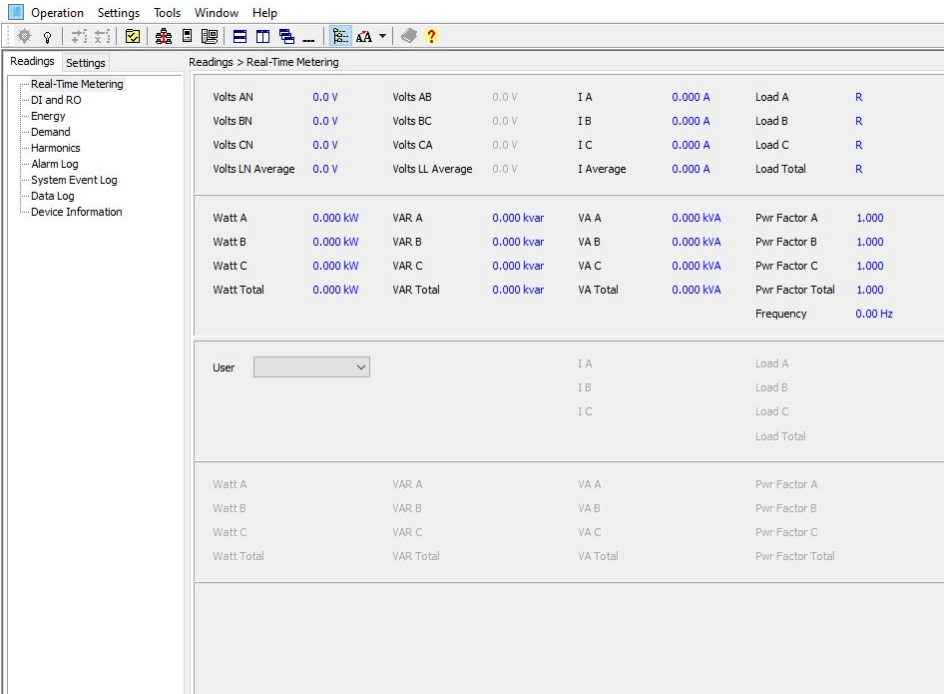 Operation Settings Tools Window Help
Readings Settings
Readings > Real-Time Metering
Real-Time Metering
DI and RO
Energy
Demand
Harmonics
Alarm Log
System Event Log
Data Log
Device Information
Volts AN 0.0 V Volts AB 0.0 V I A 0.000 A Load A R
Volts BN 0.0 V Volts BC 0.0 V I B 0.000 A Load B R
Volts CN 0.0 V Volts CA 0.0 V I C 0.000 A Load C R
Volts LN Average 0.0 V Volts LL Average 0.0 V I Average 0.000 A Load Total R
Watt A 0.000 kW VAR A 0.000 kvar VA A 0.000 kVA Pwr Factor A 1.000
Watt B 0.000 kW VAR B 0.000 kvar VA B 0.000 kVA Pwr Factor B 1.000
Watt C 0.000 kW VAR C 0.000 kvar VA C 0.000 kVA Pwr Factor C 1.000
Watt Total 0.000 kW VAR Total 0.000 kvar VA Total 0.000 kVA Pwr Factor Total 1.000
Frequency 0.00 Hz
User I A Load A
I B Load B
I C Load C
Load Total
Watt A VAR A VA A Pwr Factor A
Watt B VAR B VA B Pwr Factor B
Watt C VAR C VA C Pwr Factor C
Watt Total VAR Total VA Total Pwr Factor Total